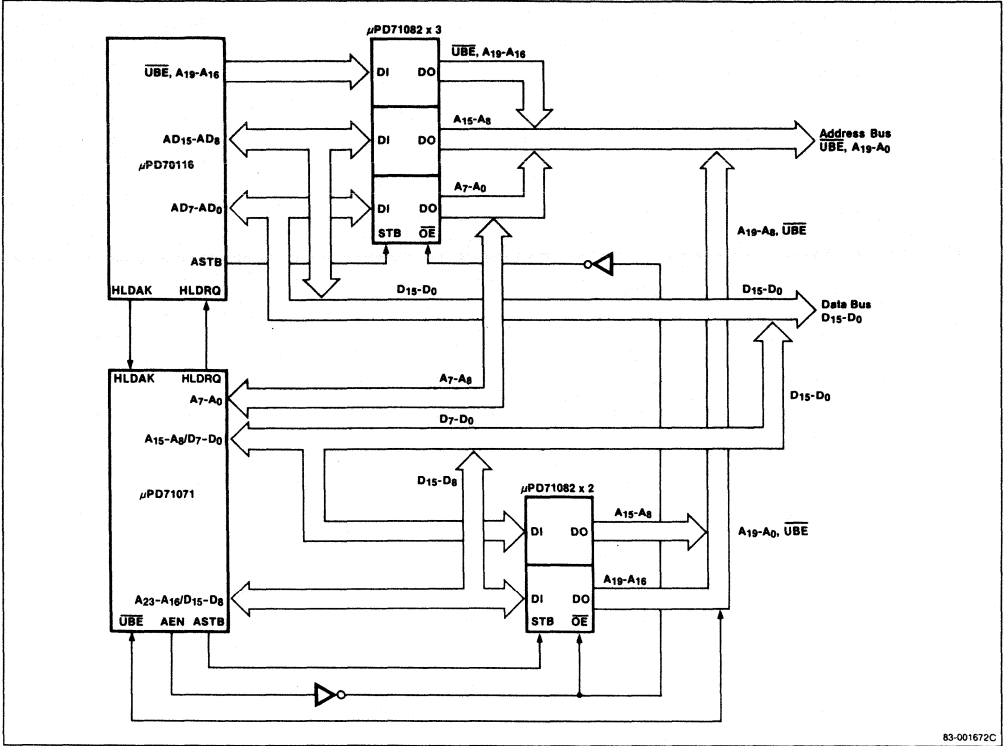 μPD71082 x 3
UBE, A19-A16
DI
DO
UBE, A19-A16
AD15-AD8
DI
DO
A15-A8
Address Bus
UBE, A19-A0
μPD70116
AD7-AD0
DI
DO
A7-A0
STB
OE
A19-A8, UBE
ASTB
HLDAK
HLDRQ
D15-D0
D15-D0
Data Bus
D15-D0
HLDAK
HLDRQ
A7-A8
A7-A0
D15-D0
D7-D0
A15-A8/D7-D0
D15-D8
μPD71082 x 2
μPD71071
A15-A8
DI
DO
A19-A0, UBE
A19-A16
A23-A16/D15-D8
DI
DO
UBE
AEN
ASTB
STB
OE
83-001672C